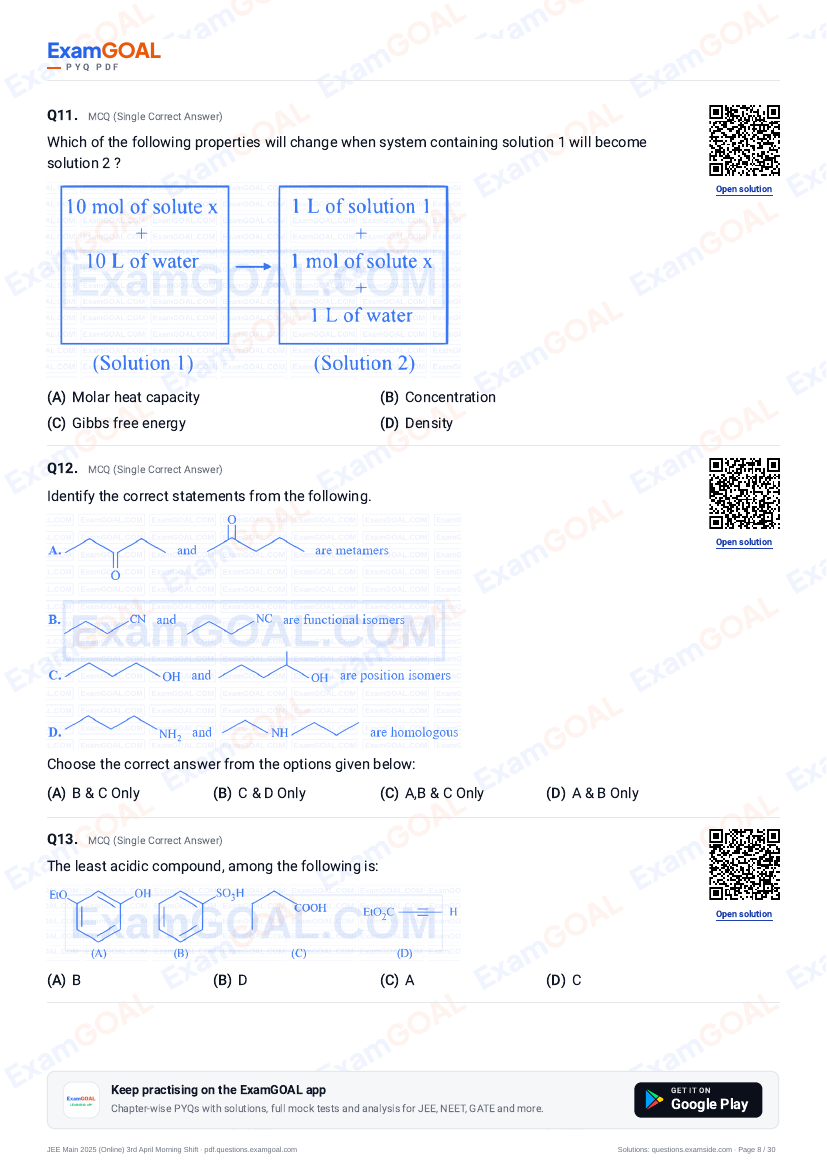 ExamGOAL
PYQ PDF
Q11. MCQ (Single Correct Answer)
Which of the following properties will change when system containing solution 1 will become
solution 2 ?
Open solution
10 mol of solute x
+
10 L of water
(Solution 1)
1 L of solution 1
+
1 mol of solute x
+
1 L of water
(Solution 2)
(A) Molar heat capacity
(B) Concentration
(C) Gibbs free energy
(D) Density
Q12. MCQ (Single Correct Answer)
Identify the correct statements from the following.
Open solution
A. O and O are metamers
B. CN and NC are functional isomers
C. OH and OH are position isomers
D. NH2 and NH are homologous
Choose the correct answer from the options given below:
(A) B & C Only
(B) C & D Only
(C) A,B & C Only
(D) A & B Only
Q13. MCQ (Single Correct Answer)
The least acidic compound, among the following is:
Open solution
EtO OH SO3H COOH EtO2C H
(A) (B) (C) (D)
(A) B
(B) D
(C) A
(D) C
Keep practising on the ExamGOAL app
Chapter-wise PYQs with solutions, full mock tests and analysis for JEE, NEET, GATE and more.
GET IT ON
Google Play
JEE Main 2025 (Online) 3rd April Morning Shift · pdf.questions.examgoal.com
Solutions: questions.examside.com · Page 8 / 30